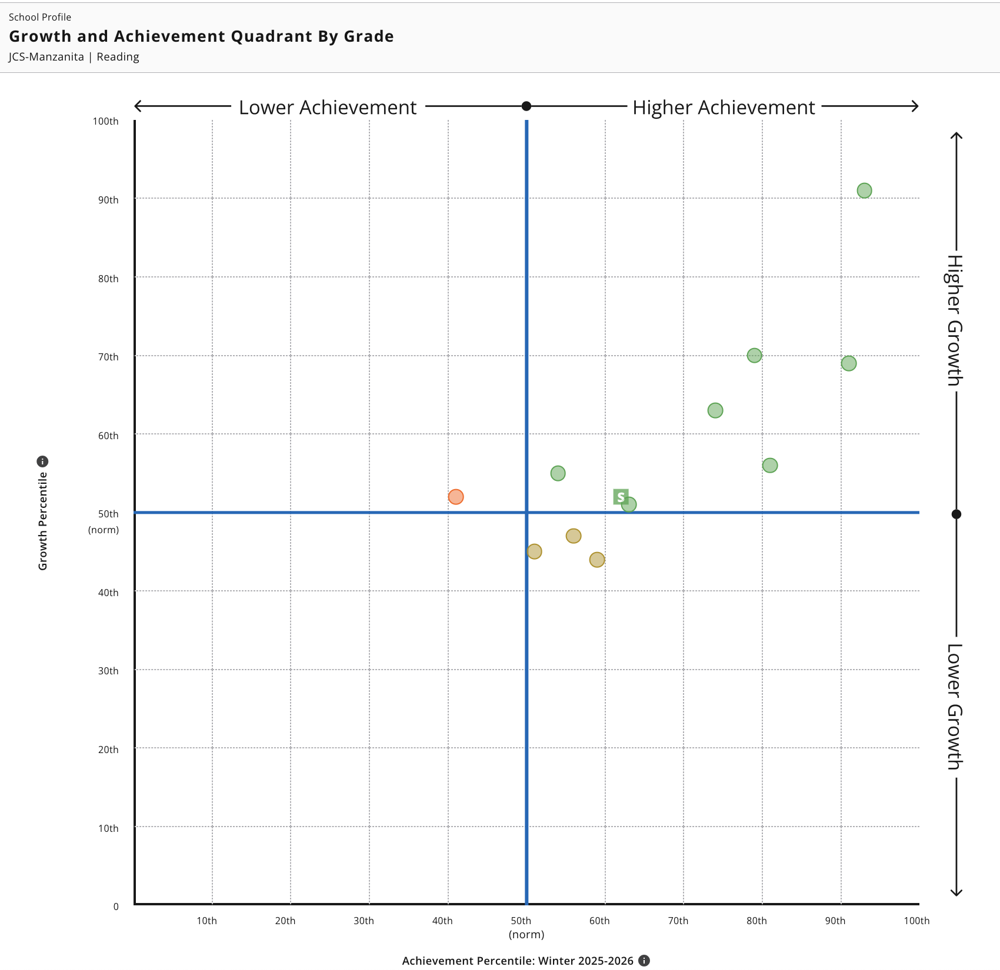 School Profile
Growth and Achievement Quadrant By Grade
JCS-Manzanita | Reading
Lower Achievement
Higher Achievement
100th
90th
80th
70th
60th
50th
(norm)
40th
30th
20th
10th
0
Growth Percentile
S
Higher Growth
Lower Growth
10th
20th
30th
40th
50th
(norm)
60th
70th
80th
90th
100th
Achievement Percentile: Winter 2025-2026